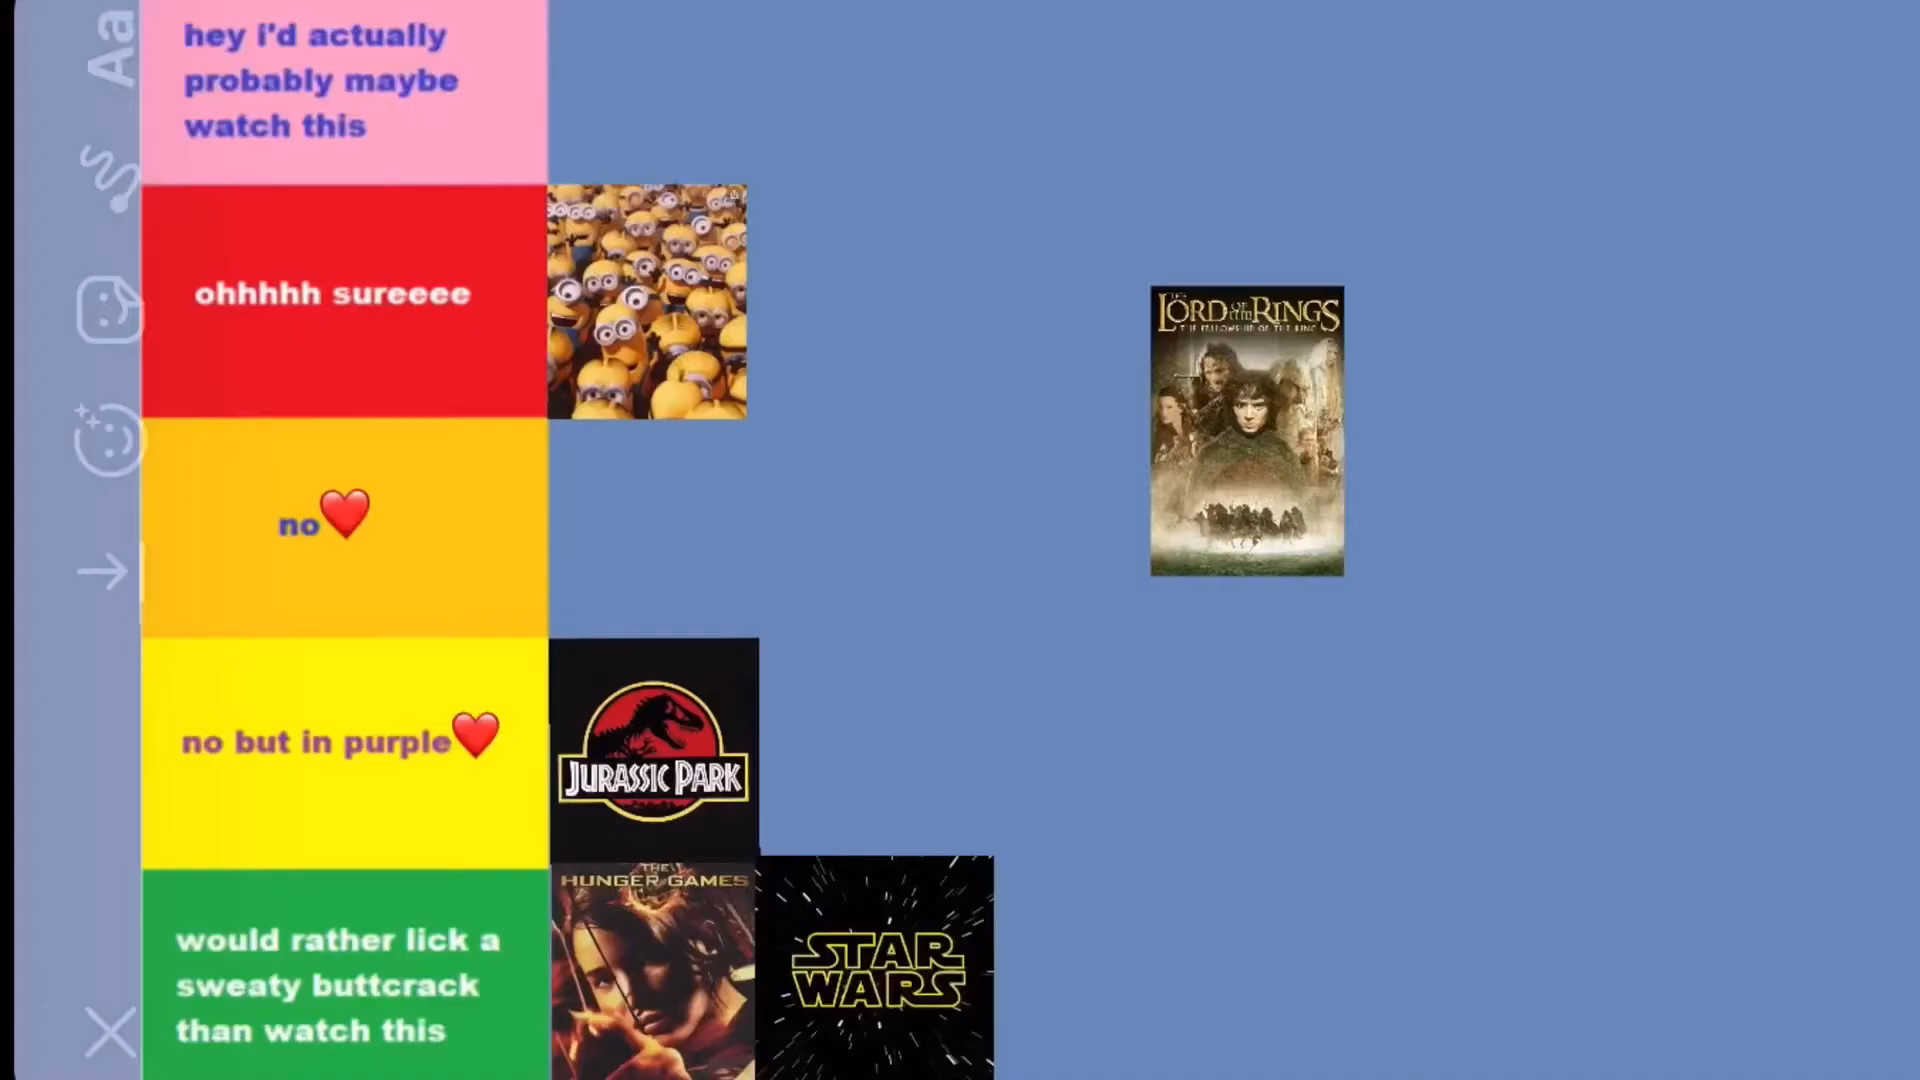 Aa
hey i'd actually
probably maybe
watch this
ohhhhh sureeee
THE
LORD OF THE RINGS
THE FELLOWSHIP OF THE RING
no❤️
no but in purple❤️
JURASSIC PARK
THE
HUNGER GAMES
would rather lick a
sweaty buttcrack
than watch this
STAR
WARS